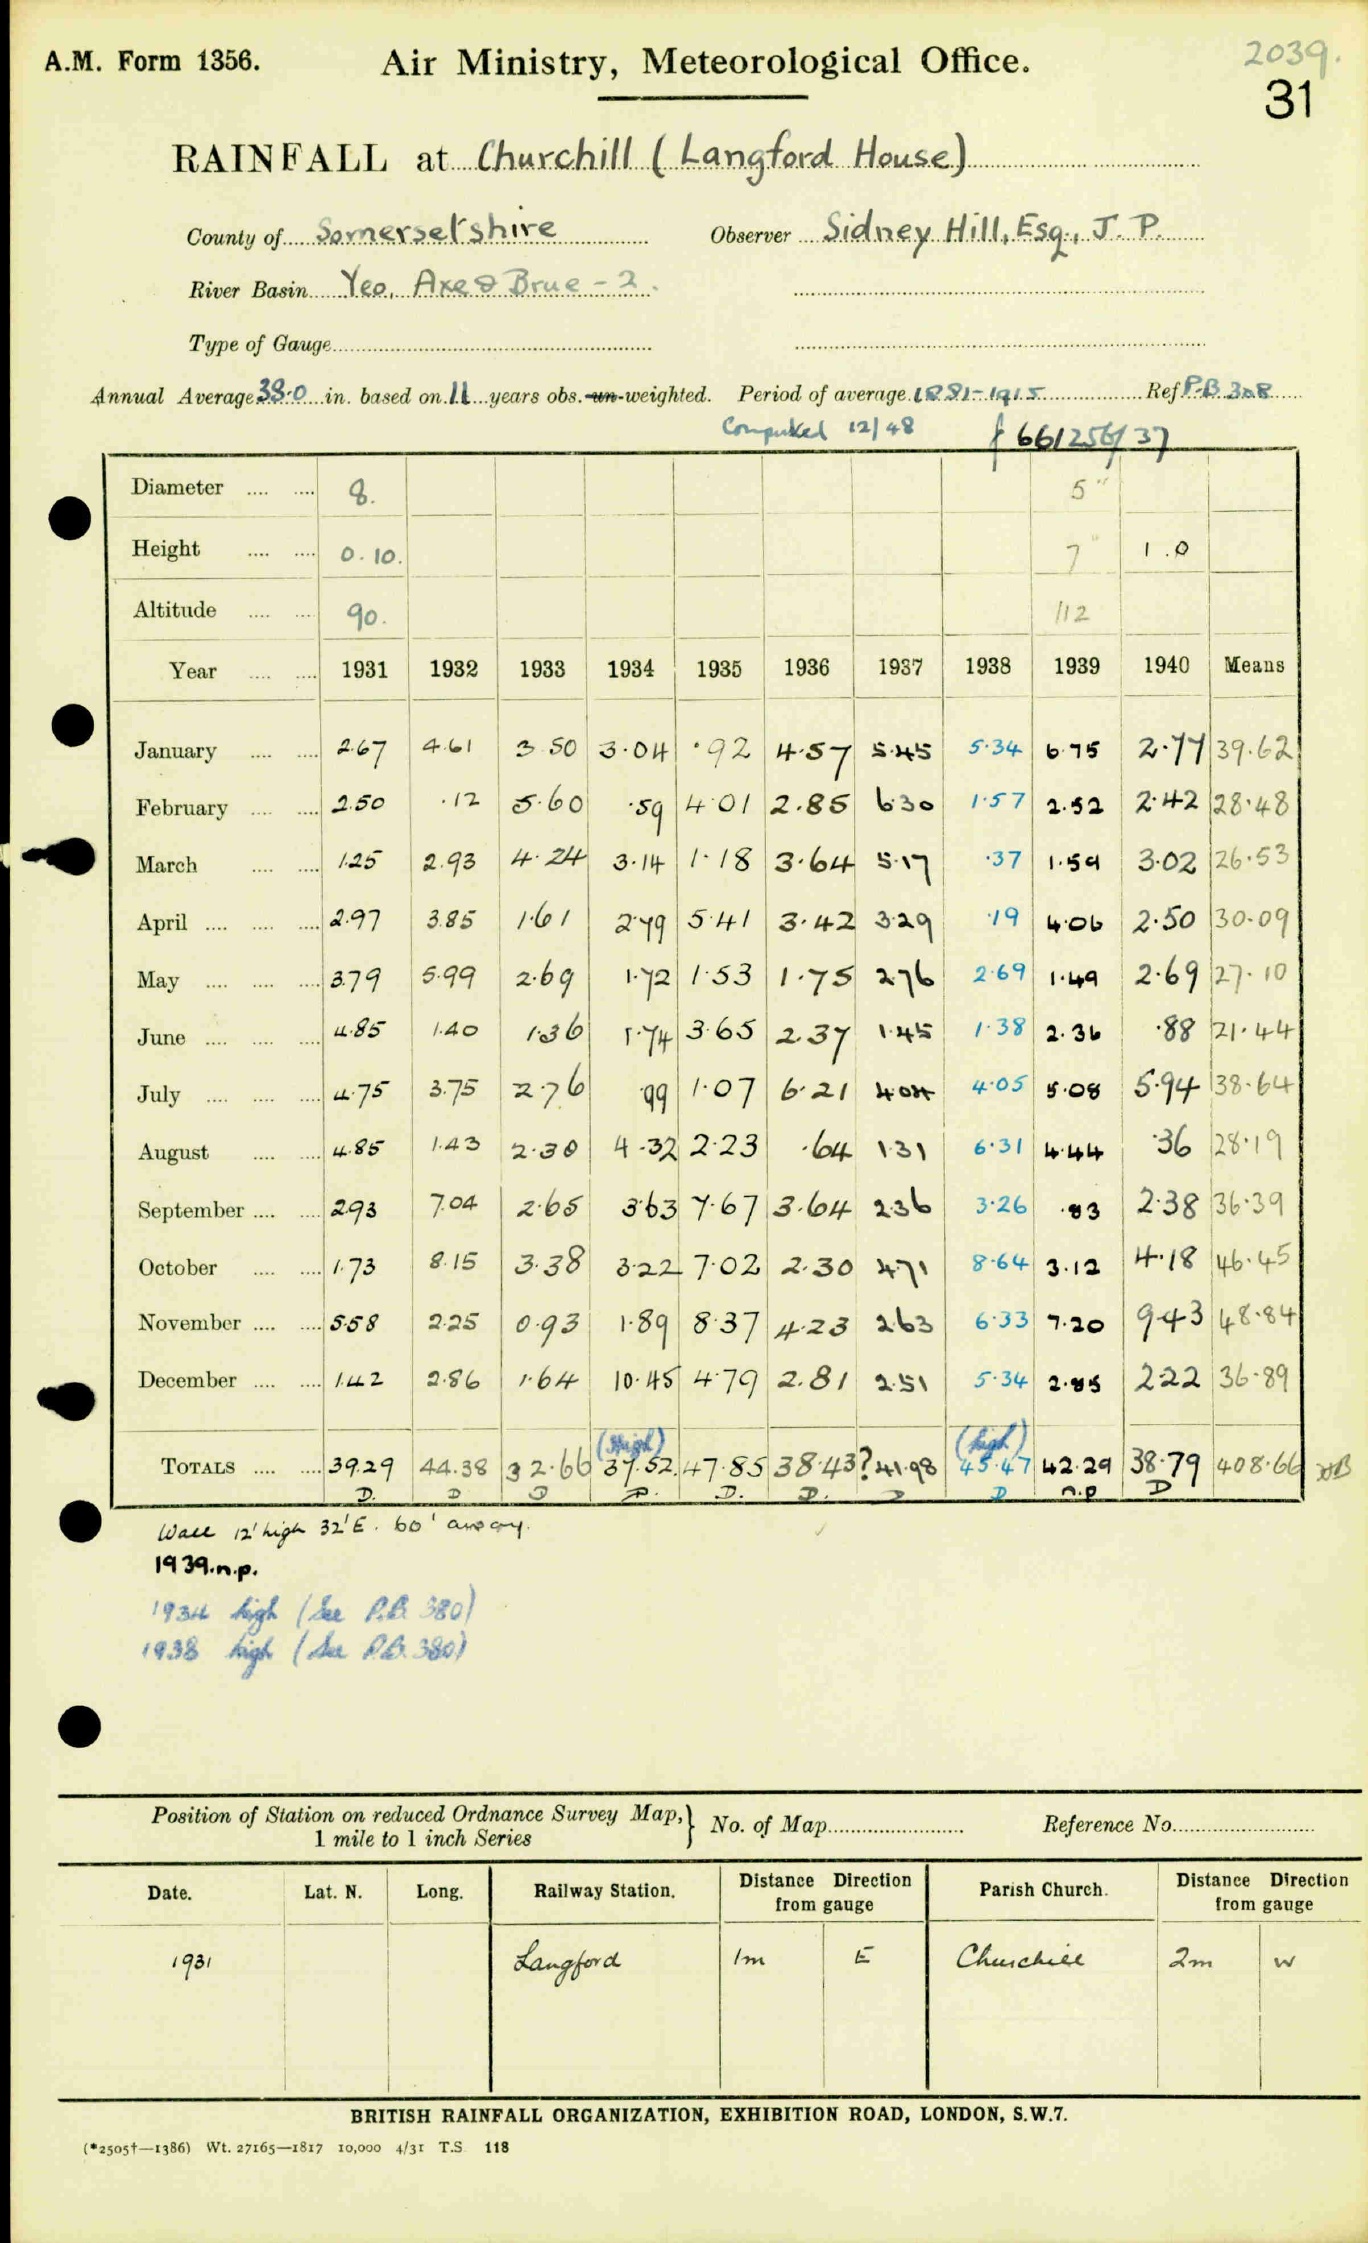 A.M. Form 1356. Air Ministry, Meteorological Office. 2039.
31
RAINFALL at Churchill (Langford House)
County of Somersetshire Observer Sidney Hill, Esq., J. P.
River Basin Yeo, Axe & Brue - 2.
Type of Gauge
Annual Average 38.0 in. based on 11 years obs. un-weighted. Period of average 1881-1915 Ref P.B 308
Computed 12/48 f 661256/37
Diameter 8. 5"
Height 0.10. 7" 1.0
Altitude 90. 112
Year 1931 1932 1933 1934 1935 1936 1937 1938 1939 1940 Means
January 2.67 4.61 3.50 3.04 .92 4.57 5.45 5.34 6.75 2.77 39.62
February 2.50 .12 5.60 .59 4.01 2.85 6.30 1.57 2.52 2.42 28.48
March 1.25 2.93 4.24 3.14 1.18 3.64 5.17 .37 1.59 3.02 26.53
April 2.97 3.85 1.61 2.79 5.41 3.42 3.29 .19 4.06 2.50 30.09
May 3.79 5.99 2.69 1.72 1.53 1.75 2.76 2.69 1.49 2.69 27.10
June 4.85 1.40 1.36 1.74 3.65 2.37 1.45 1.38 2.36 .88 21.44
July 4.75 3.75 2.76 .99 1.07 6.21 4.04 4.05 5.08 5.94 38.64
August 4.85 1.43 2.30 4.32 2.23 .64 1.31 6.31 4.44 .36 28.19
September 2.93 7.04 2.65 3.63 7.67 3.64 2.36 3.26 .83 2.38 36.39
October 1.73 8.15 3.38 3.22 7.02 2.30 4.71 8.64 3.12 4.18 46.45
November 5.58 2.25 0.93 1.89 8.37 4.23 2.63 6.33 7.20 9.43 48.84
December 1.42 2.86 1.64 10.45 4.79 2.81 2.51 5.34 2.85 2.22 36.89
(High) (high)
TOTALS 39.29 44.38 32.66 37.52 47.85 38.43? 41.98 45.47 42.29 38.79 408.66
D. D D D. D. D. D D n.p D
Wall 12' high 32'E. 60' away.
1939.n.p.
1934 high (See P.B. 380)
1938 high (See P.B. 380)
Position of Station on reduced Ordnance Survey Map, } No. of Map Reference No.
1 mile to 1 inch Series
Date. Lat. N. Long. Railway Station. Distance Direction from gauge Parish Church. Distance Direction from gauge
1931 Langford 1m E Churchill 2m W
BRITISH RAINFALL ORGANIZATION, EXHIBITION ROAD, LONDON, S.W.7.
(*2505†—1386) Wt. 27165—1817 10,000 4/31 T.S. 118